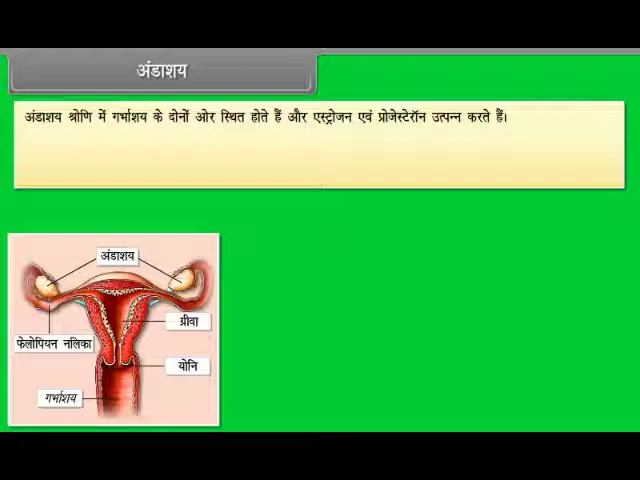 अंडाशय
अंडाशय श्रोणि में गर्भाशय के दोनों ओर स्थित होते हैं और एस्ट्रोजन एवं प्रोजेस्टेरॉन उत्पन्न करते हैं।
अंडाशय
ग्रीवा
फेलोपियन नलिका
योनि
गर्भाशय